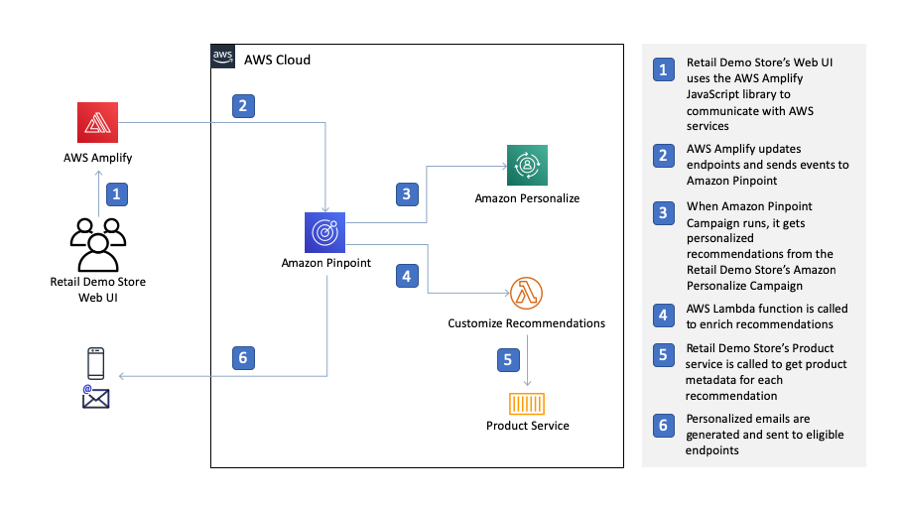 aws
AWS Cloud
2
AWS Amplify
1
Retail Demo Store
Web UI
3
Amazon Personalize
Amazon Pinpoint
4
Customize Recommendations
5
Product Service
6
@
1
Retail Demo Store's Web UI
uses the AWS Amplify
JavaScript library to
communicate with AWS
services
2
AWS Amplify updates
endpoints and sends events to
Amazon Pinpoint
3
When Amazon Pinpoint
Campaign runs, it gets
personalized
recommendations from the
Retail Demo Store's Amazon
Personalize Campaign
4
AWS Lambda function is called
to enrich recommendations
5
Retail Demo Store's Product
service is called to get product
metadata for each
recommendation
6
Personalized emails are
generated and sent to eligible
endpoints